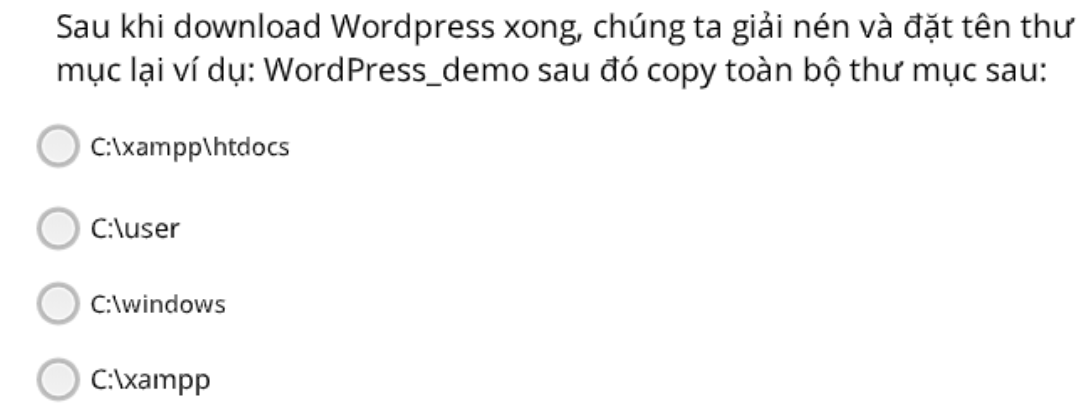 Sau khi download Wordpress xong, chúng ta giải nén và đặt tên thư
mục lại ví dụ: WordPress_demo sau đó copy toàn bộ thư mục sau:
C:\xampp\htdocs
C:\user
C:\windows
C:\xampp